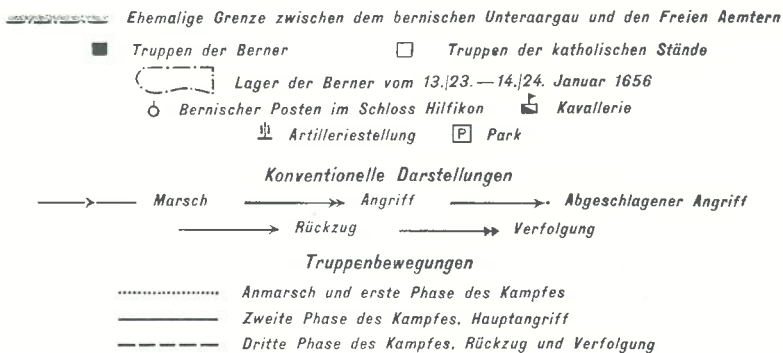 Ehemalige Grenze zwischen dem bernischen Unteraargau und den Freien Aemtern
Truppen der Berner Truppen der katholischen Stände
Lager der Berner vom 13./23.—14./24. Januar 1656
Bernischer Posten im Schloss Hilfikon Kavallerie
Artilleriestellung P Park
Konventionelle Darstellungen
Marsch Angriff Abgeschlagener Angriff
Rückzug Verfolgung
Truppenbewegungen
Anmarsch und erste Phase des Kampfes
Zweite Phase des Kampfes, Hauptangriff
Dritte Phase des Kampfes, Rückzug und Verfolgung